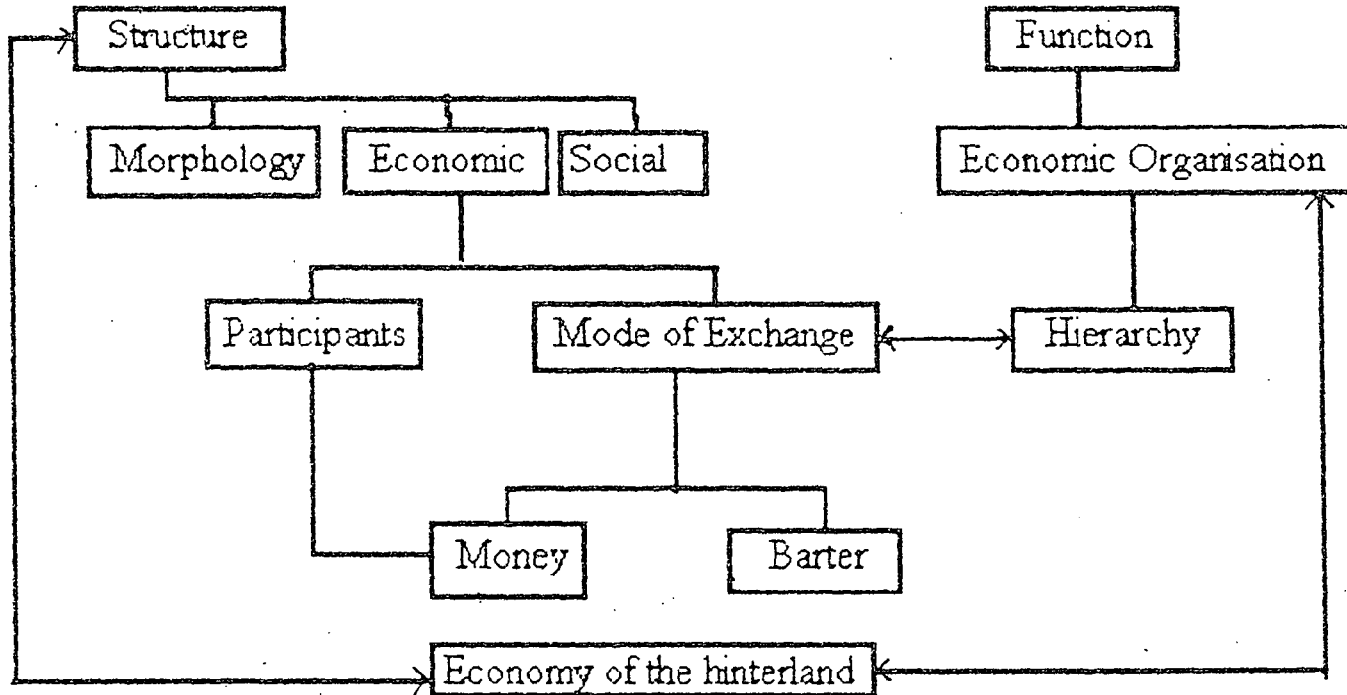 Structure
Function
Morphology
Economic
Social
Economic Organisation
Participants
Mode of Exchange
Hierarchy
Money
Barter
Economy of the hinterland